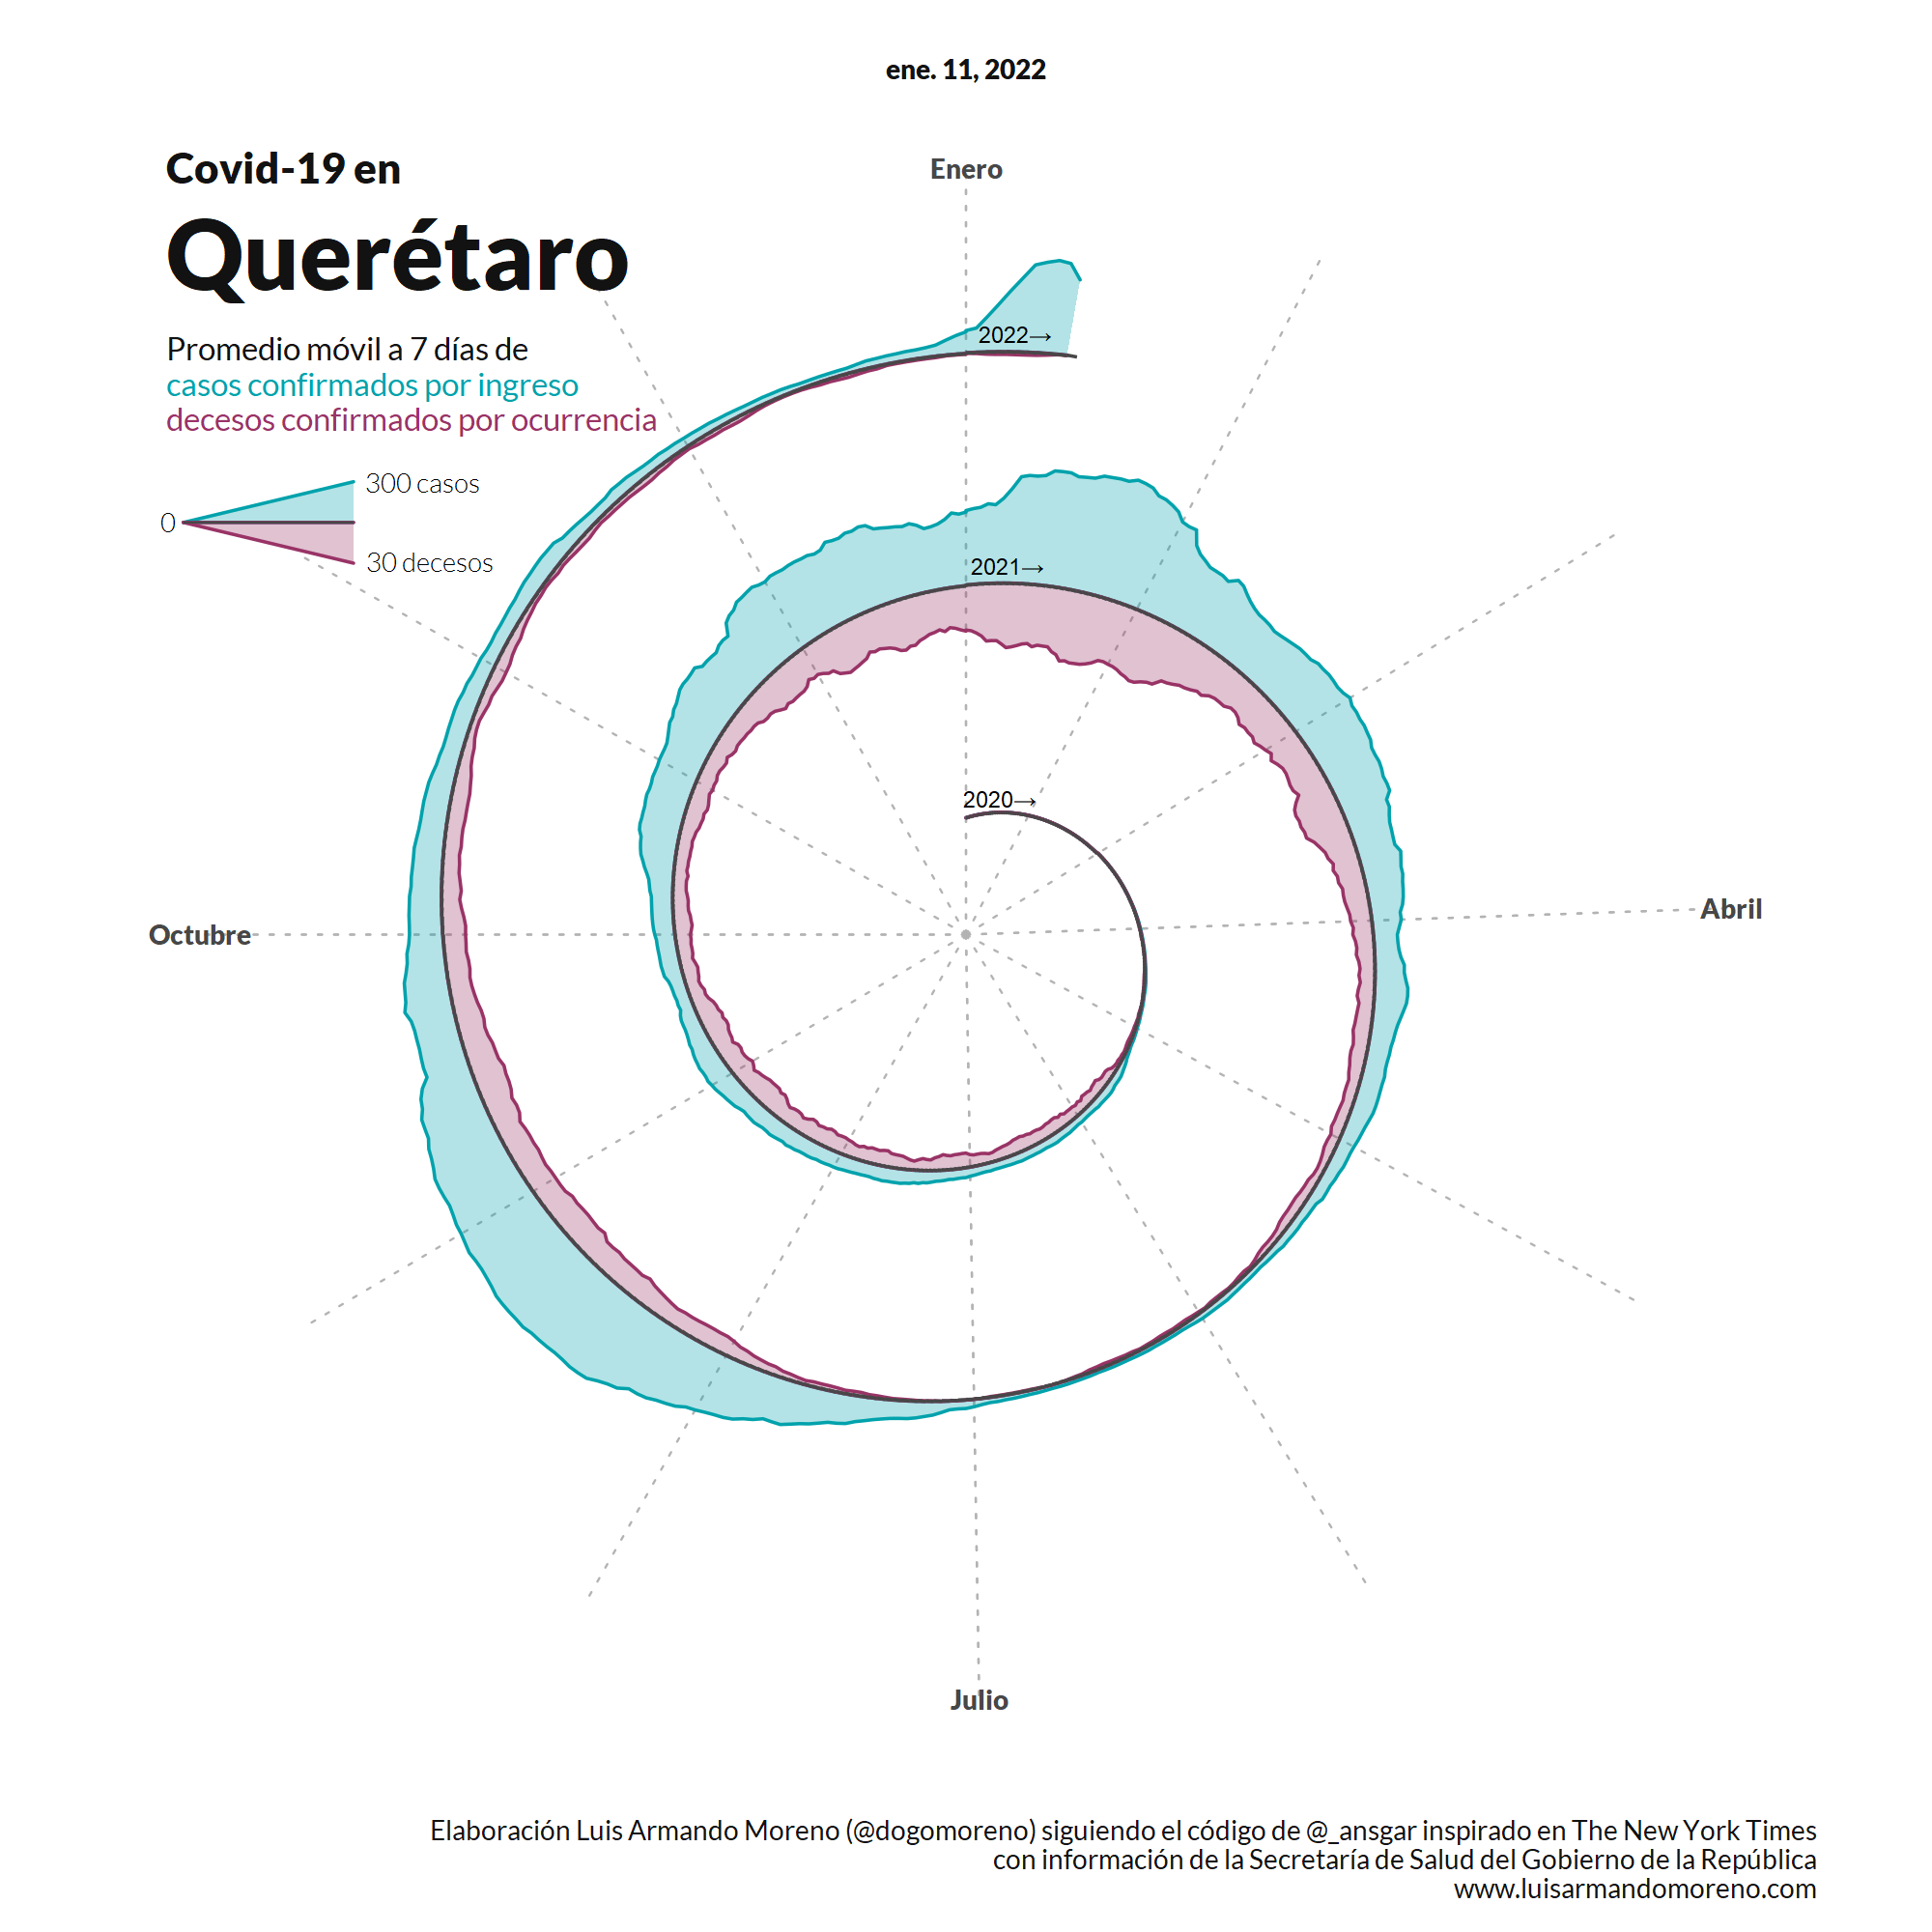 ene. 11, 2022
Covid-19 en
Querétaro
Promedio móvil a 7 días de
casos confirmados por ingreso
decesos confirmados por ocurrencia
300 casos
0
30 decesos
Enero
2022→
2021→
2020→
Abril
Octubre
Julio
Elaboración Luis Armando Moreno (@dogomoreno) siguiendo el código de @_ansgar inspirado en The New York Times
con información de la Secretaría de Salud del Gobierno de la República
www.luisarmandomoreno.com